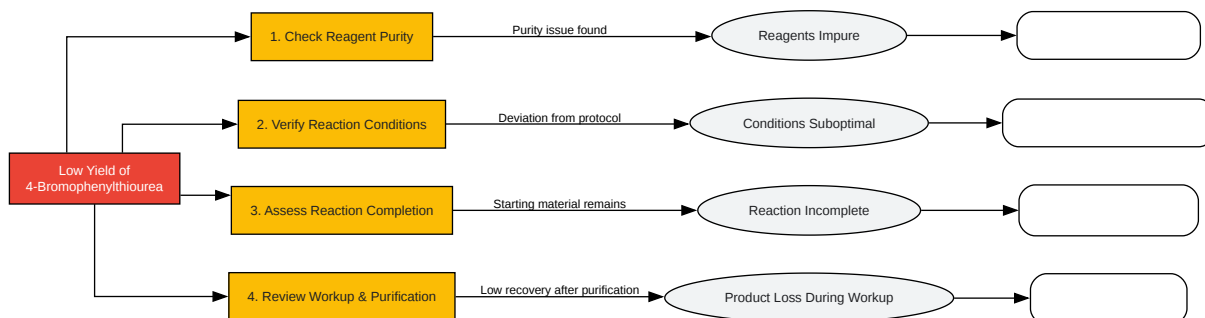 1. Check Reagent Purity
Purity issue found
Reagents Impure
2. Verify Reaction Conditions
Deviation from protocol
Conditions Suboptimal
Low Yield of
4-Bromophenylthiourea
3. Assess Reaction Completion
Starting material remains
Reaction Incomplete
4. Review Workup & Purification
Low recovery after purification
Product Loss During Workup